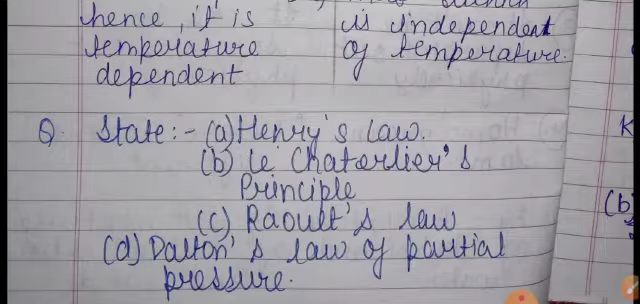 hence, it is
temperature
dependent
is independent
of temperature.
Q. State:- (a) Henry's law.
(b) Le Chaterlier's
Principle
(c) Raoult's law
(d) Dalton's law of partial
pressure.
K
(b